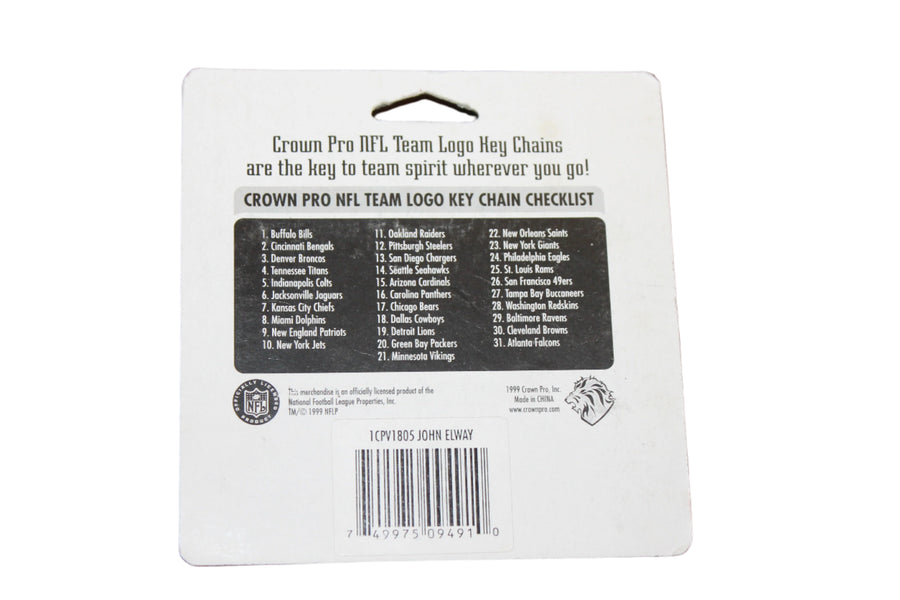 Crown Pro NFL Team Logo Key Chains
are the key to team spirit wherever you go!
CROWN PRO NFL TEAM LOGO KEY CHAIN CHECKLIST
1. Buffalo Bills
2. Cincinnati Bengals
3. Denver Broncos
4. Tennessee Titans
5. Indianapolis Colts
6. Jacksonville Jaguars
7. Kansas City Chiefs
8. Miami Dolphins
9. New England Patriots
10. New York Jets
11. Oakland Raiders
12. Pittsburgh Steelers
13. San Diego Chargers
14. Seattle Seahawks
15. Arizona Cardinals
16. Carolina Panthers
17. Chicago Bears
18. Dallas Cowboys
19. Detroit Lions
20. Green Bay Packers
21. Minnesota Vikings
22. New Orleans Saints
23. New York Giants
24. Philadelphia Eagles
25. St. Louis Rams
26. San Francisco 49ers
27. Tampa Bay Buccaneers
28. Washington Redskins
29. Baltimore Ravens
30. Cleveland Browns
31. Atlanta Falcons
OFFICIALLY LICENSED
NFL
PRODUCT
This merchandise is an officially licensed product of the
National Football League Properties, Inc.
TM/© 1999 NFLP
1999 Crown Pro, Inc.
Made in CHINA
www.crownpro.com
1CPV1805 JOHN ELWAY
7 49975 09491 0